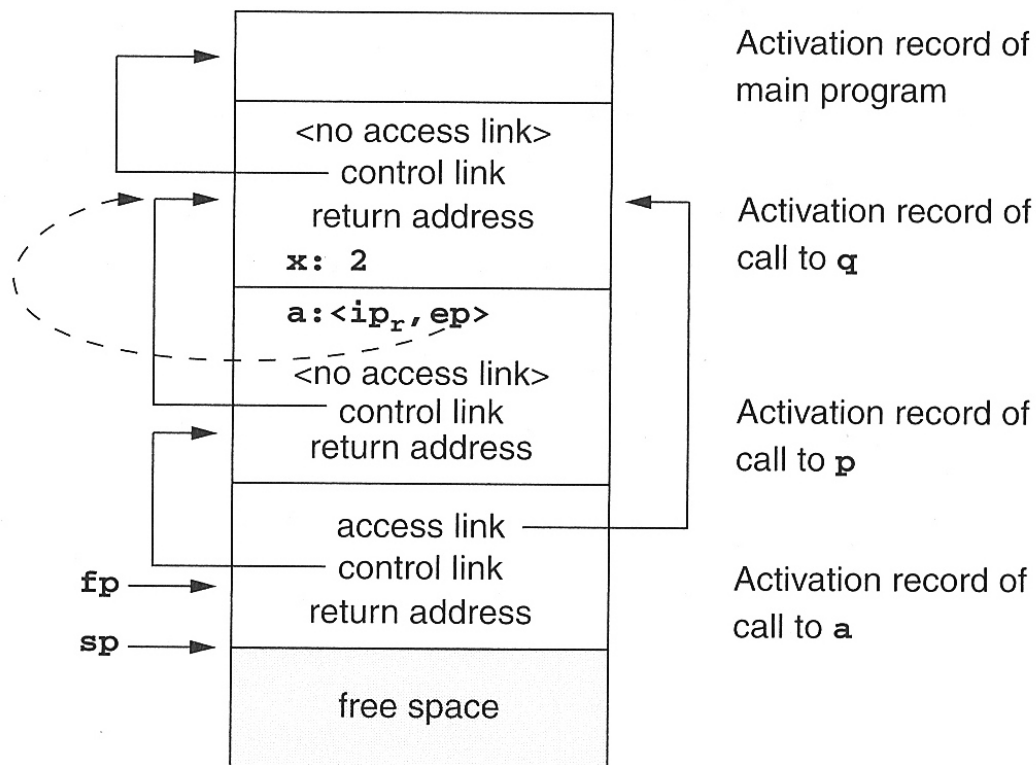 Activation record of
main program
<no access link>
control link
return address
x: 2
Activation record of
call to q
a:<ipr,ep>
<no access link>
control link
return address
Activation record of
call to p
access link
control link
return address
fp
sp
Activation record of
call to a
free space